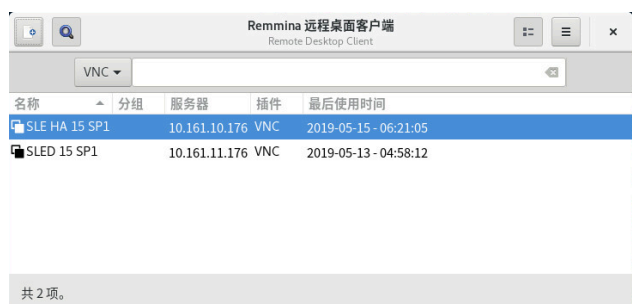 Remmina 远程桌面客户端
Remote Desktop Client
VNC
名称 分组 服务器 插件 最后使用时间
SLE HA 15 SP1 10.161.10.176 VNC 2019-05-15 - 06:21:05
SLED 15 SP1 10.161.11.176 VNC 2019-05-13 - 04:58:12
共 2 项。